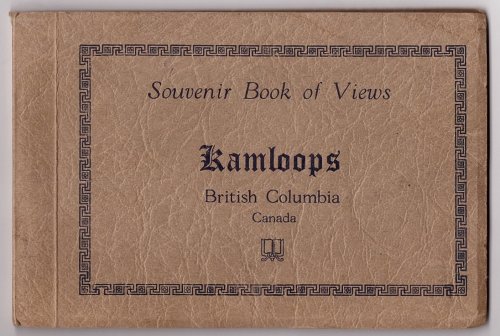 Souvenir Book of Views
Kamloops
British Columbia
Canada